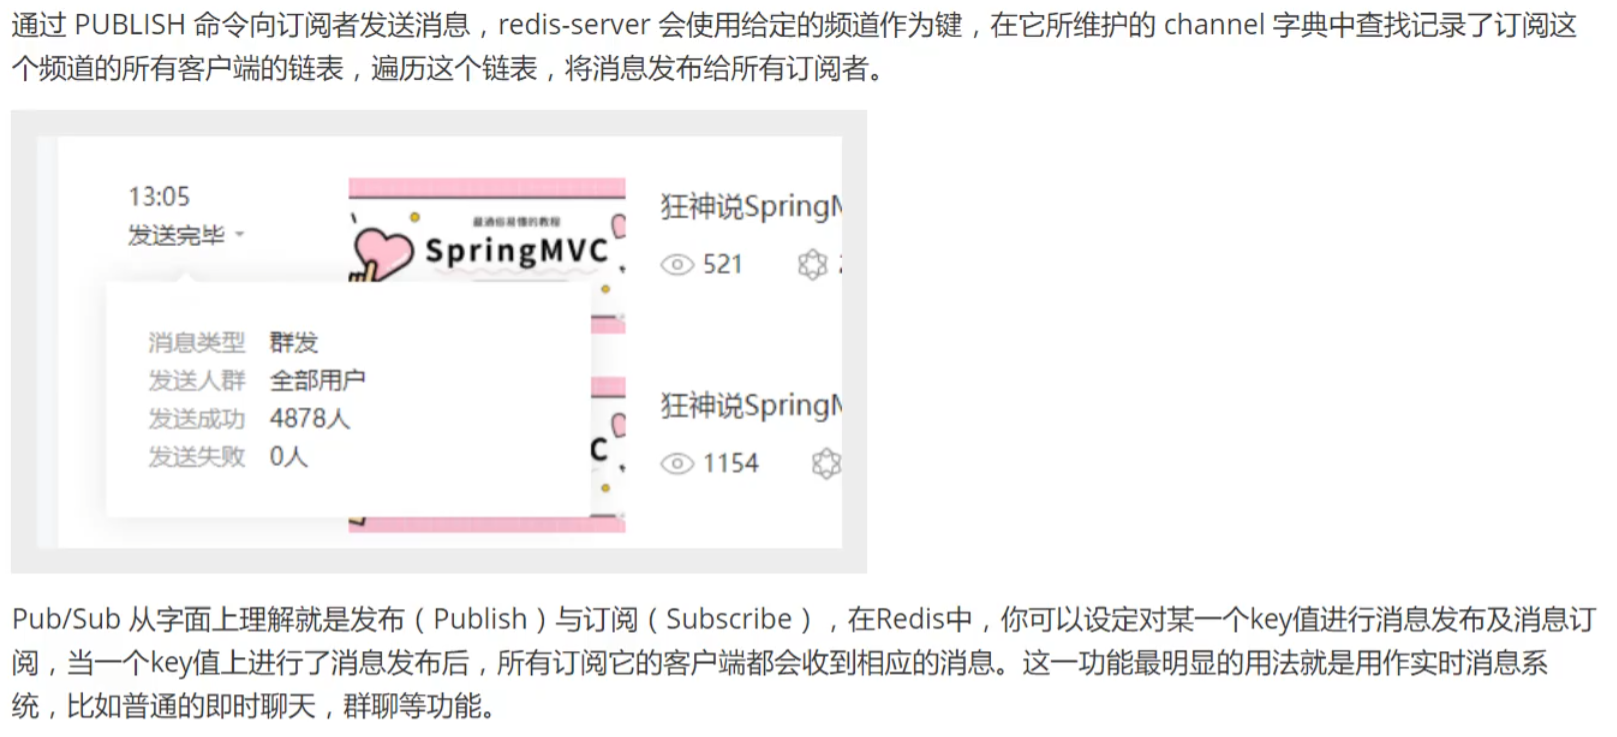 通过 PUBLISH 命令向订阅者发送消息，redis-server 会使用给定的频道作为键，在它所维护的 channel 字典中查找记录了订阅这
个频道的所有客户端的链表，遍历这个链表，将消息发布给所有订阅者。
13:05
发送完毕
最通俗易懂的教程
SpringMVC
狂神说Spring
521
消息类型 群发
发送人群 全部用户
发送成功 4878人
发送失败 0人
C
狂神说Spring
1154
Pub/Sub 从字面上理解就是发布（Publish）与订阅（Subscribe），在Redis中，你可以设定对某一个key值进行消息发布及消息订
阅，当一个key值上进行了消息发布后，所有订阅它的客户端都会收到相应的消息。这一功能最明显的用法就是用作实时消息系
统，比如普通的即时聊天，群聊等功能。